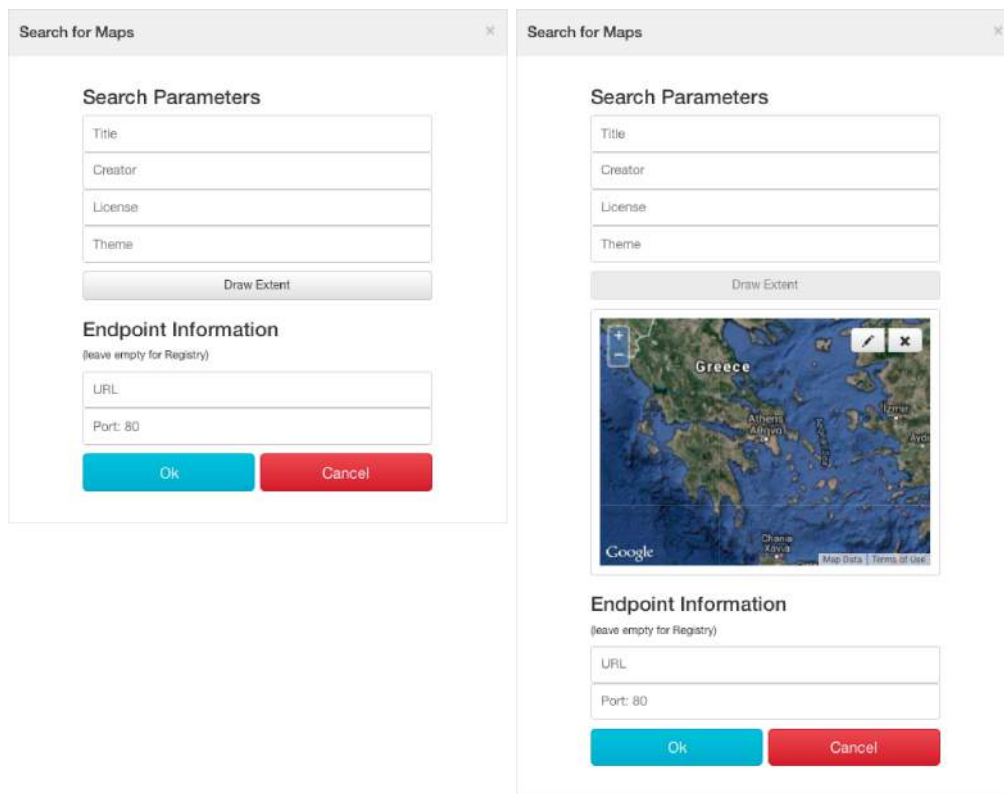 Search for Maps ×
Search Parameters
Title
Creator
License
Theme
Draw Extent
Endpoint Information
(leave empty for Registry)
URL
Port: 80
Ok Cancel
Search for Maps ×
Search Parameters
Title
Creator
License
Theme
Draw Extent
+
−
Greece
Izmir
Athens
Αθήνα
Chania
Χανιά
Google
Map Data | Terms of Use
Endpoint Information
(leave empty for Registry)
URL
Port: 80
Ok Cancel